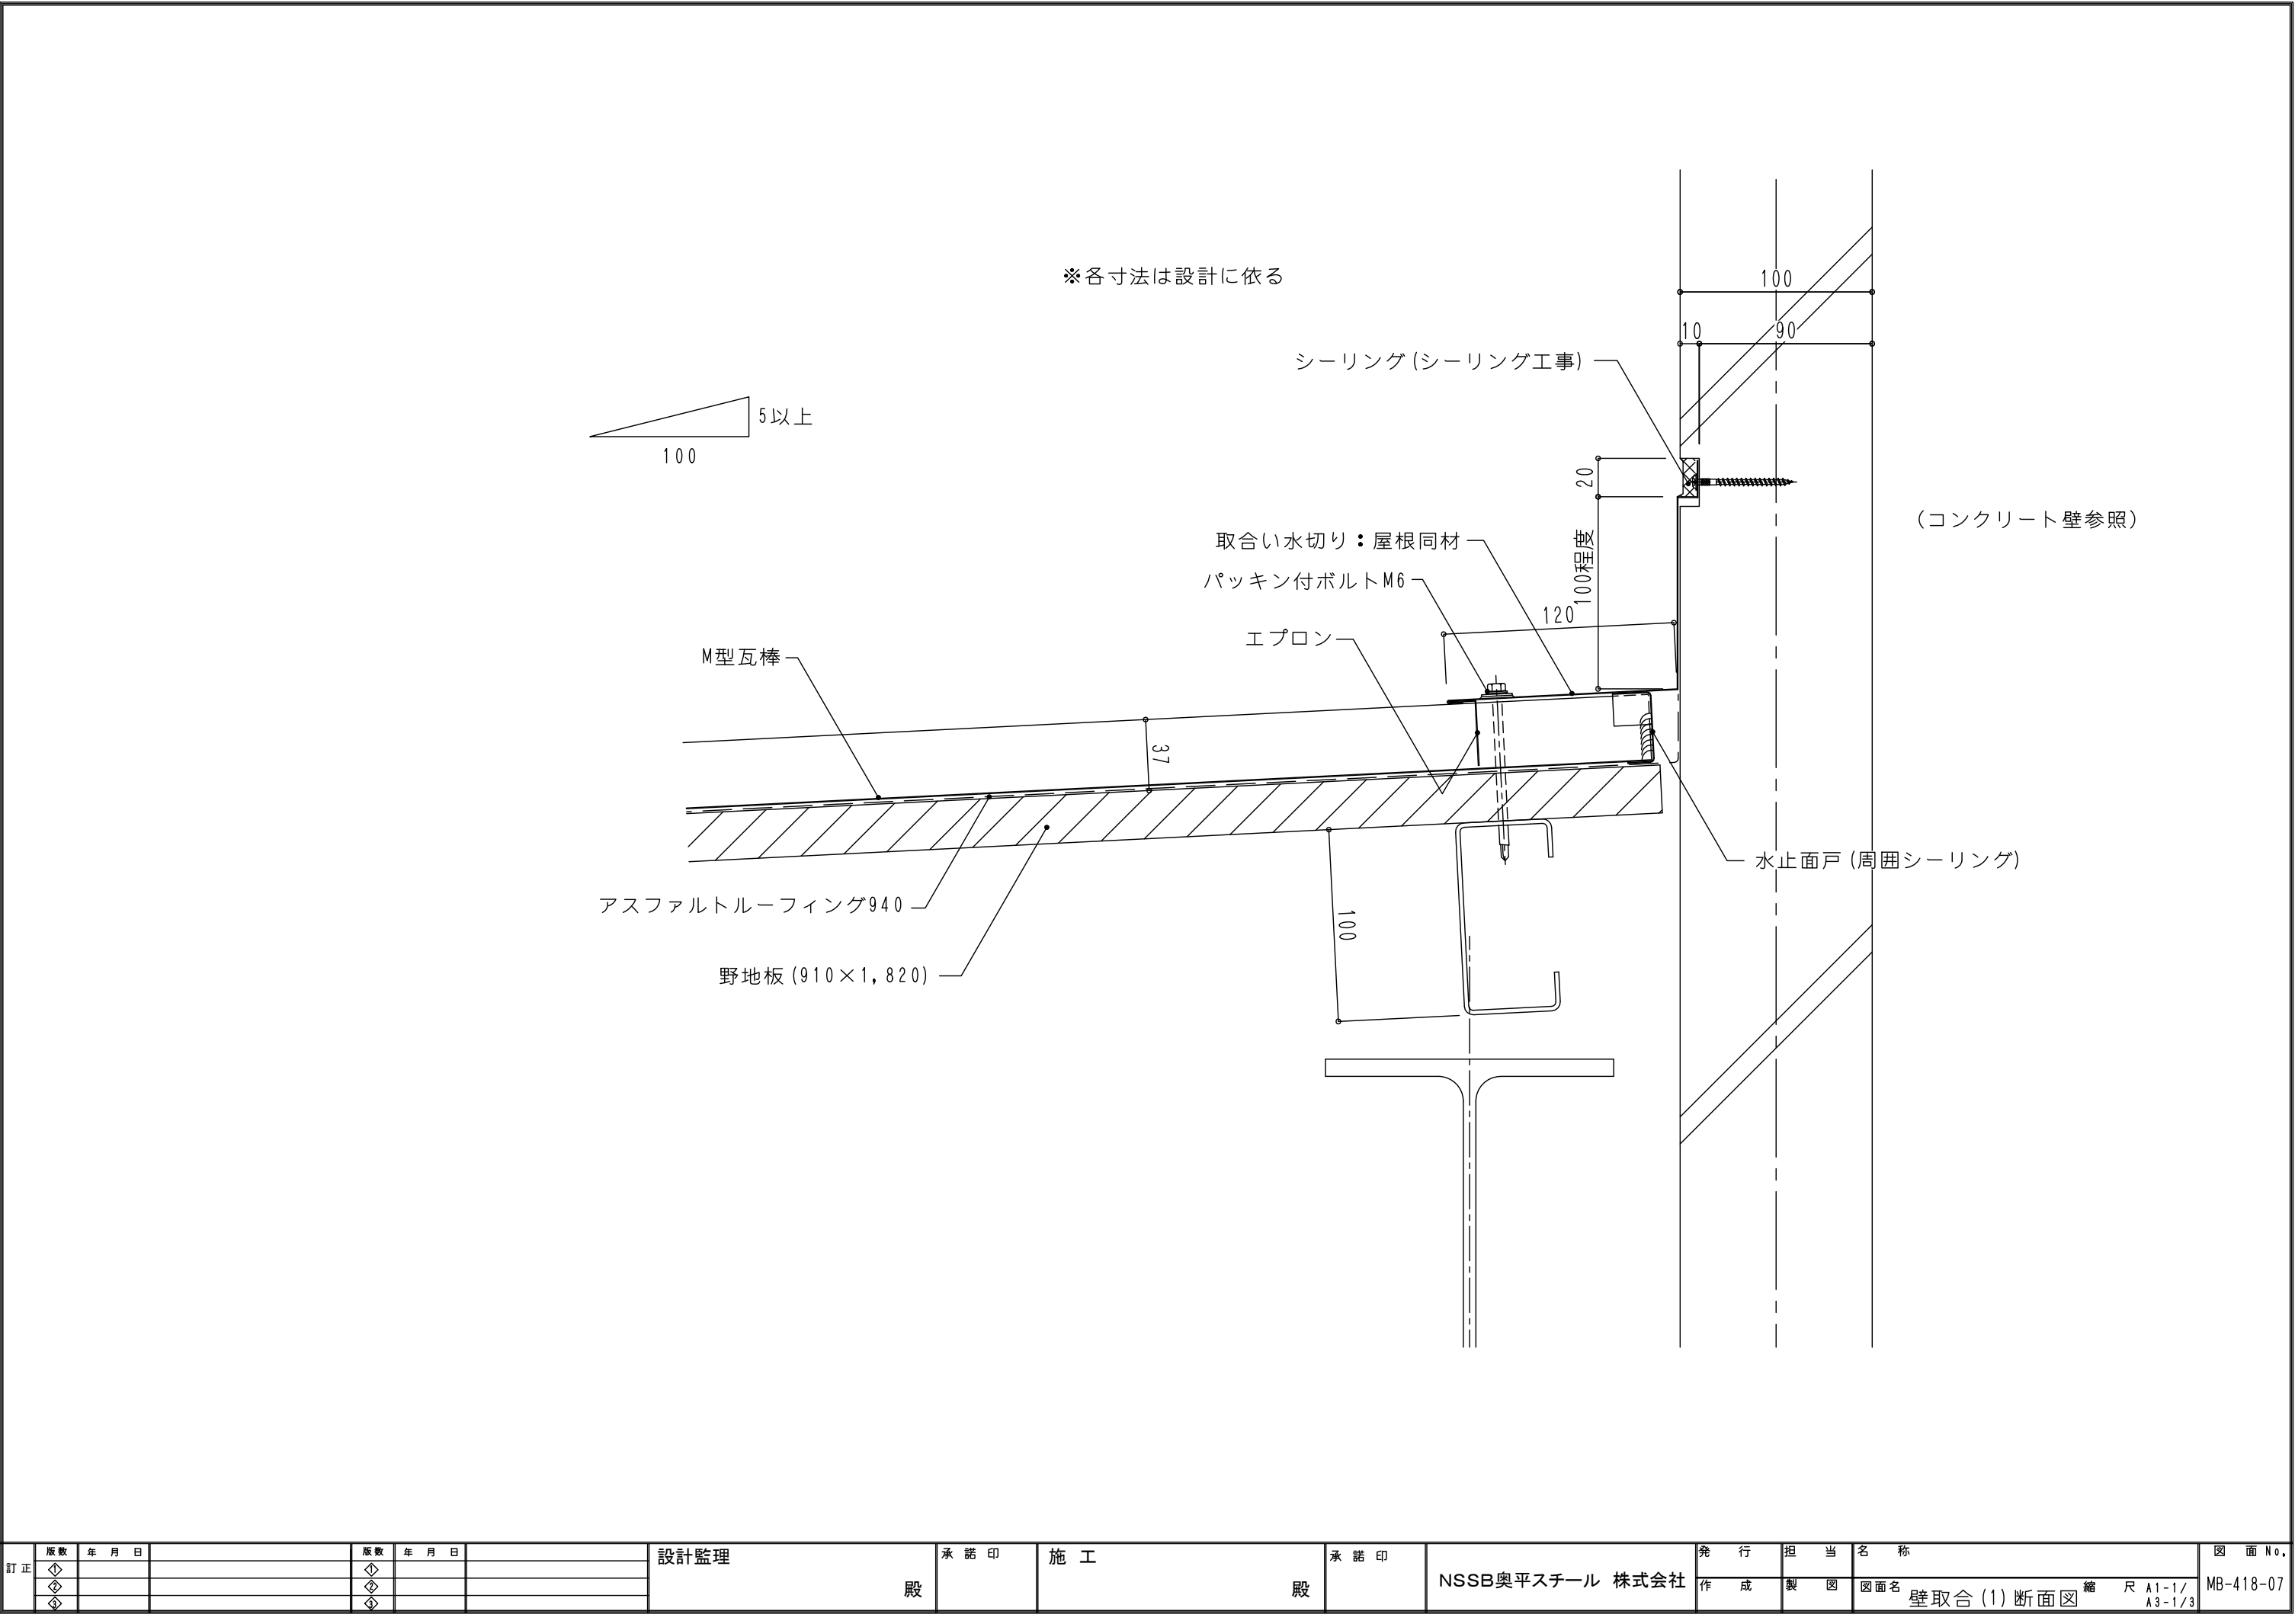 ※各寸法は設計に依る
100
10
90
シーリング(シーリング工事)
5以上
100
20
(コンクリート壁参照)
取合い水切り:屋根同材
100程度
パッキン付ボルトM6
120
エプロン
M型瓦棒
37
水止面戸(周囲シーリング)
アスファルトルーフィング940
100
野地板(910×1,820)
訂正
版数 年 月 日
1
2
3
版数 年 月 日
1
2
3
設計監理
殿
承 諾 印
施 工
殿
承 諾 印
NSSB奥平スチール 株式会社
発 行
担 当
名 称
作 成
製 図
図面名 壁取合(1)断面図
縮 尺 A1-1/
A3-1/3
図 面 No.
MB-418-07